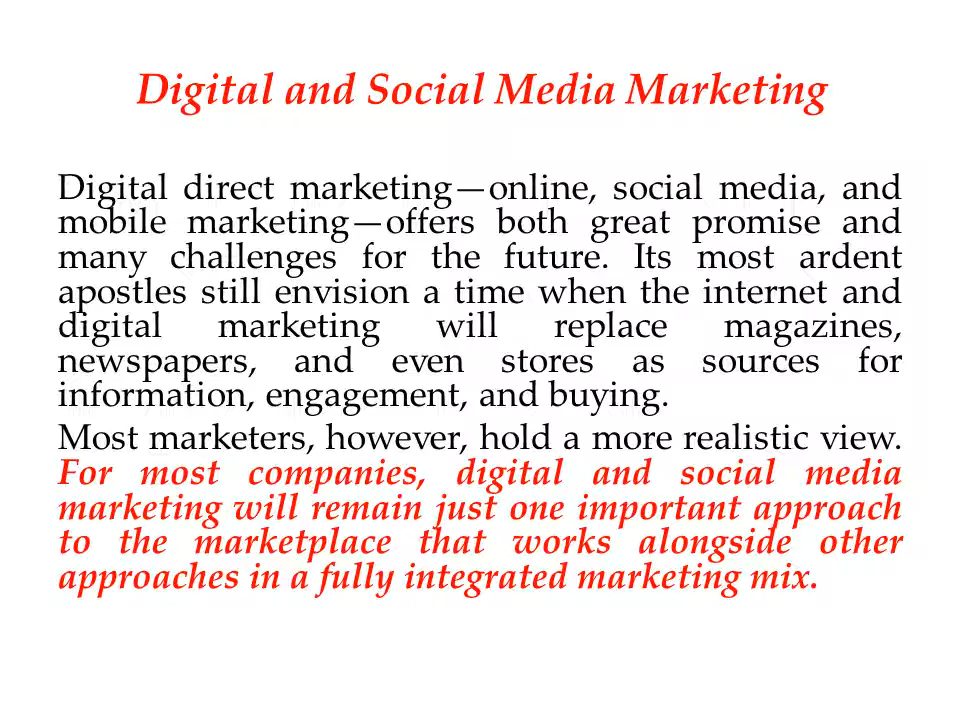 Digital and Social Media Marketing
Digital direct marketing—online, social media, and
mobile marketing—offers both great promise and
many challenges for the future. Its most ardent
apostles still envision a time when the internet and
digital marketing will replace magazines,
newspapers, and even stores as sources for
information, engagement, and buying.
Most marketers, however, hold a more realistic view.
For most companies, digital and social media
marketing will remain just one important approach
to the marketplace that works alongside other
approaches in a fully integrated marketing mix.